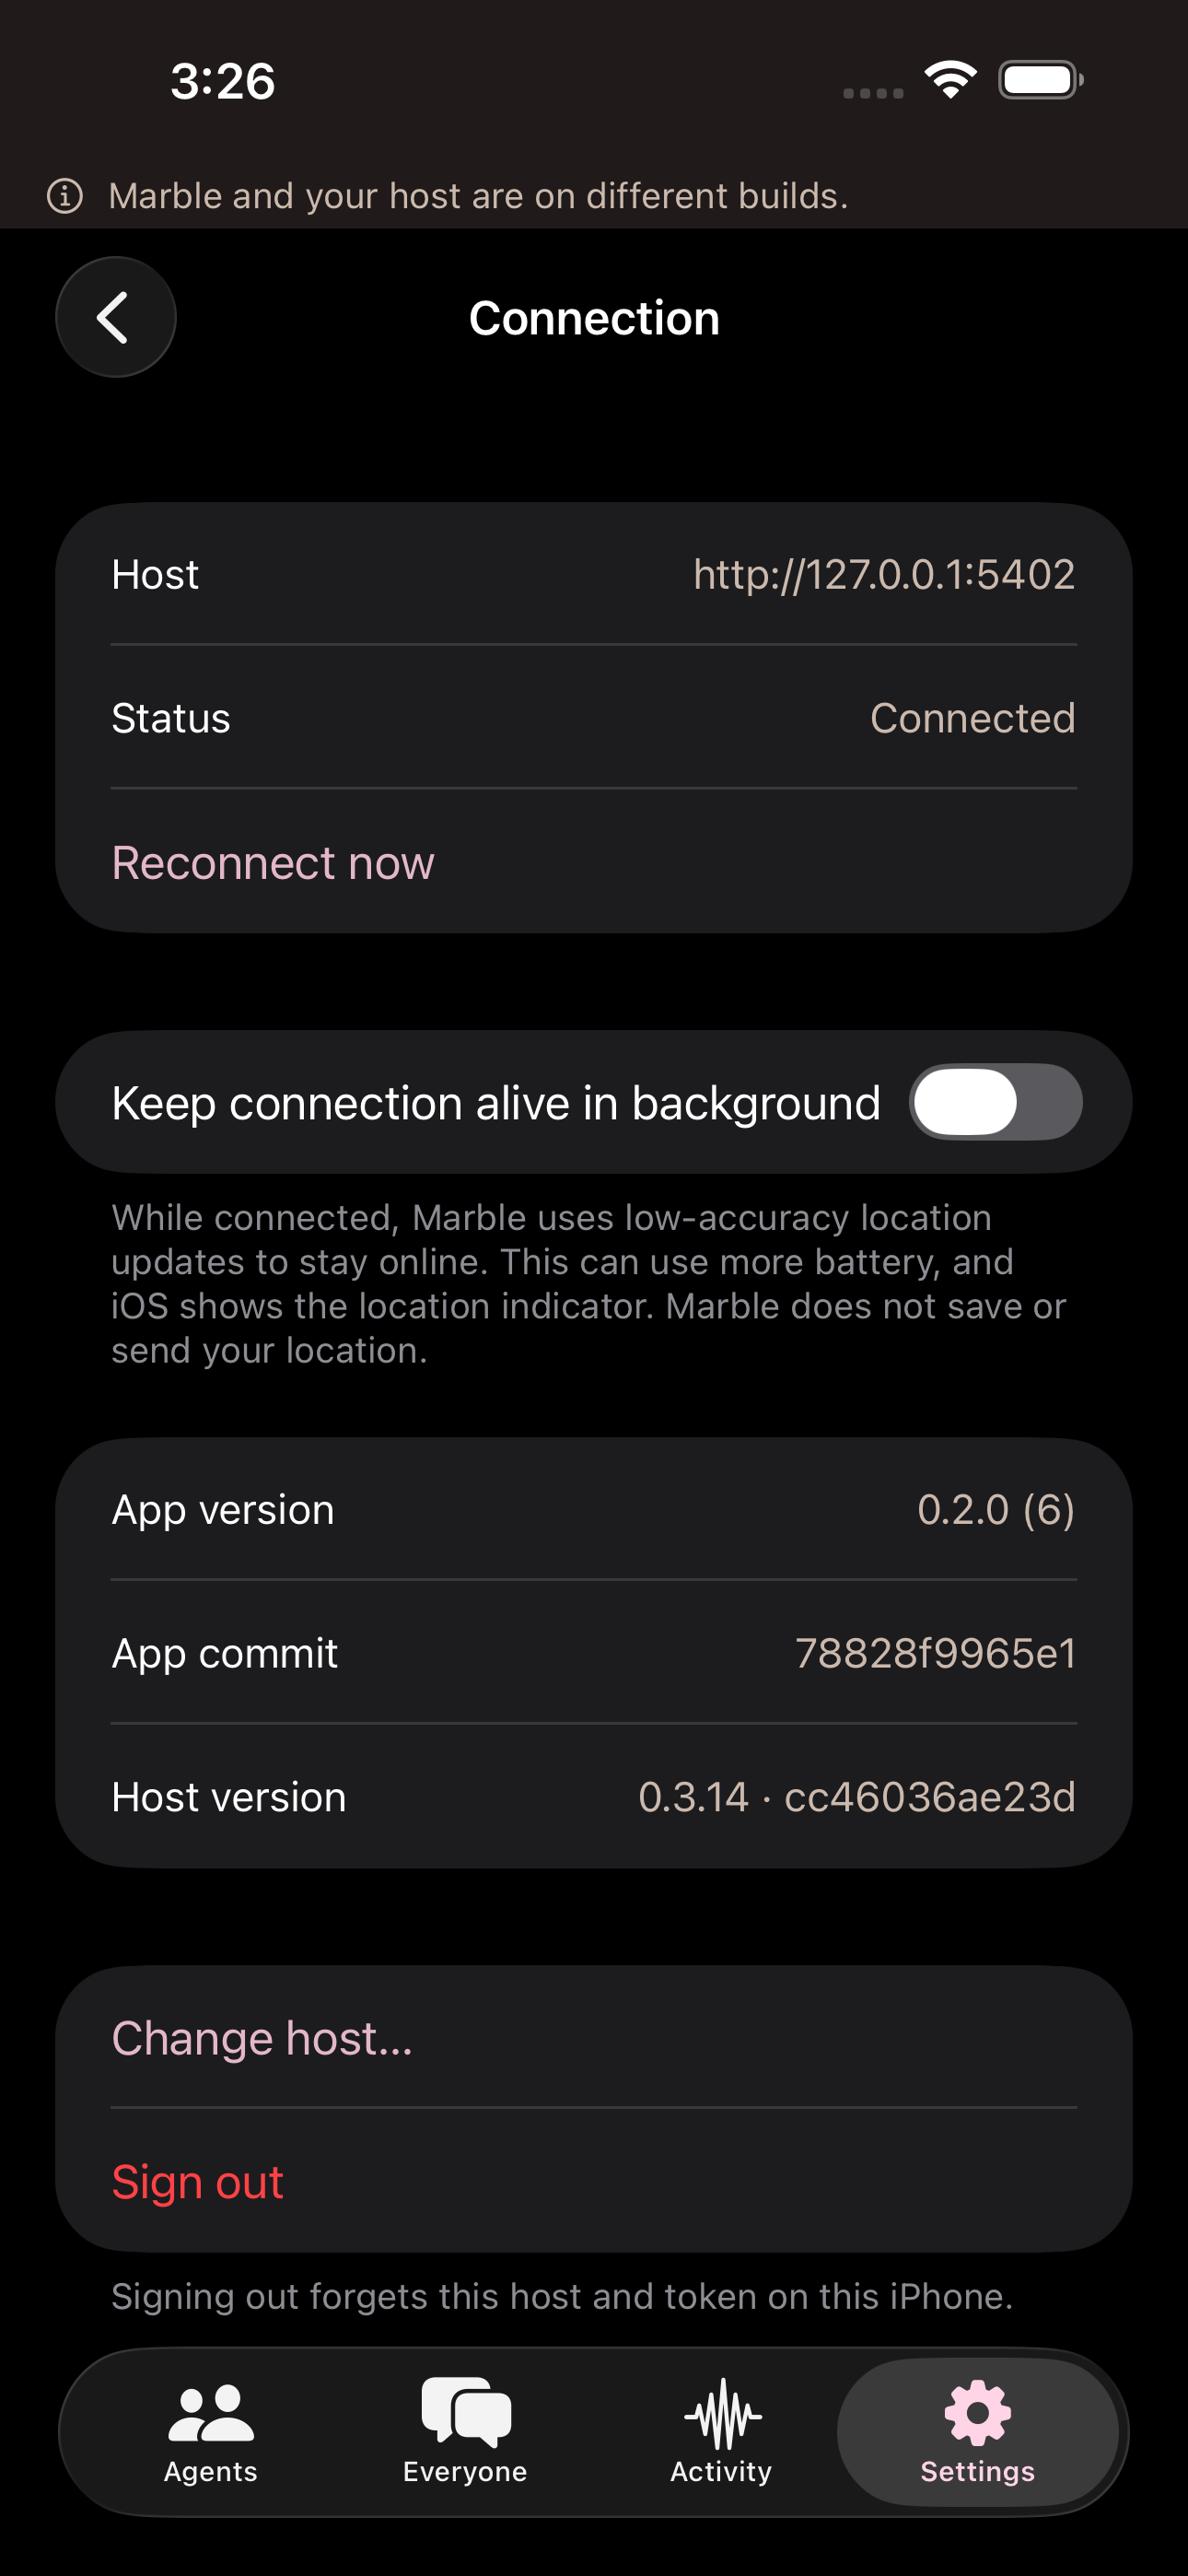 3:26
Marble and your host are on different builds.
Connection
Host http://127.0.0.1:5402
Status Connected
Reconnect now
Keep connection alive in background
While connected, Marble uses low-accuracy location
updates to stay online. This can use more battery, and
iOS shows the location indicator. Marble does not save or
send your location.
App version 0.2.0 (6)
App commit 78828f9965e1
Host version 0.3.14 · cc46036ae23d
Change host...
Sign out
Signing out forgets this host and token on this iPhone.
Agents Everyone Activity Settings